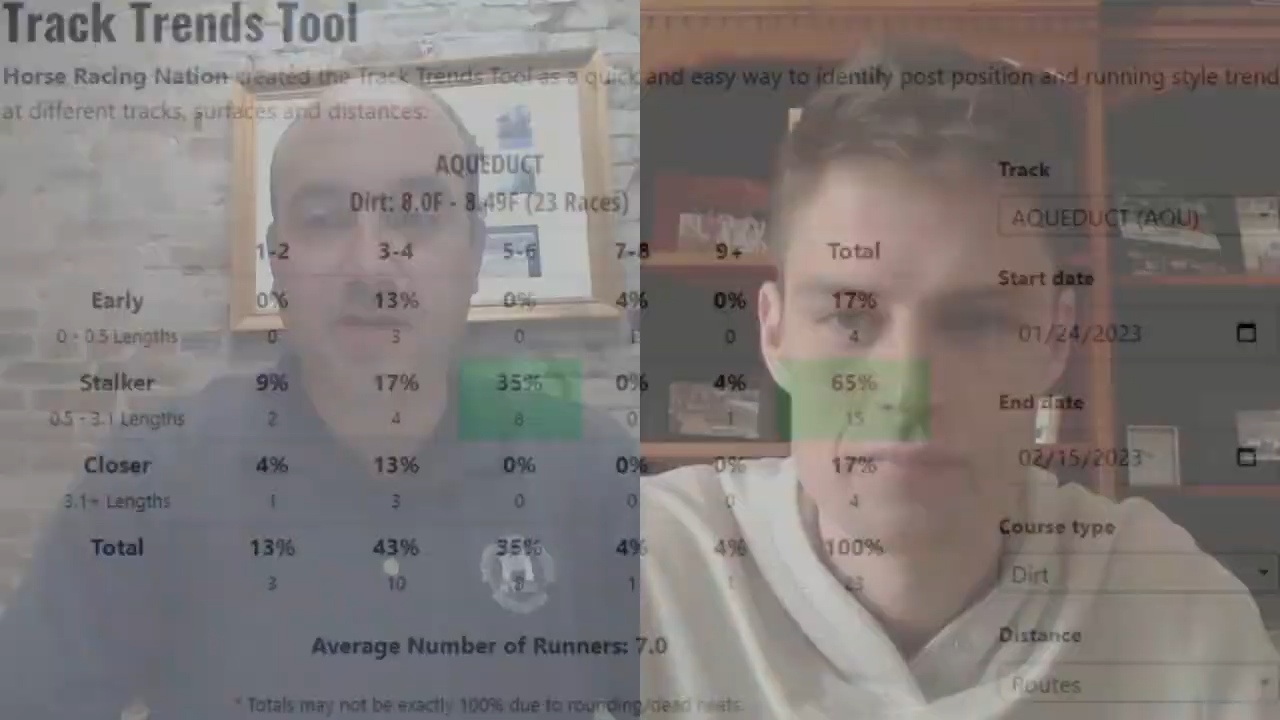 Track Trends Tool
Horse Racing Nation created the Track Trends Tool as a quick and easy way to identify post position and running style trend
at different tracks, surfaces and distances.
AQUEDUCT
Dirt: 8.0F - 8.49F (23 Races)
1-2 3-4 5-6 7-8 9+ Total
Early 0% 13% 0% 4% 0% 17%
0 - 0.5 Lengths 0 3 0 1 0 4
Stalker 9% 17% 35% 0% 4% 65%
0.5 - 3.1 Lengths 2 4 8 0 1 15
Closer 4% 13% 0% 0% 0% 17%
3.1+ Lengths 1 3 0 0 0 4
Total 13% 43% 35% 4% 4% 100%
3 10 8 1 1 23
Average Number of Runners: 7.0
* Totals may not be exactly 100% due to rounding/dead heats.
Track
AQUEDUCT (AQU)
Start date
01/24/2023
End date
02/15/2023
Course type
Dirt
Distance
Routes